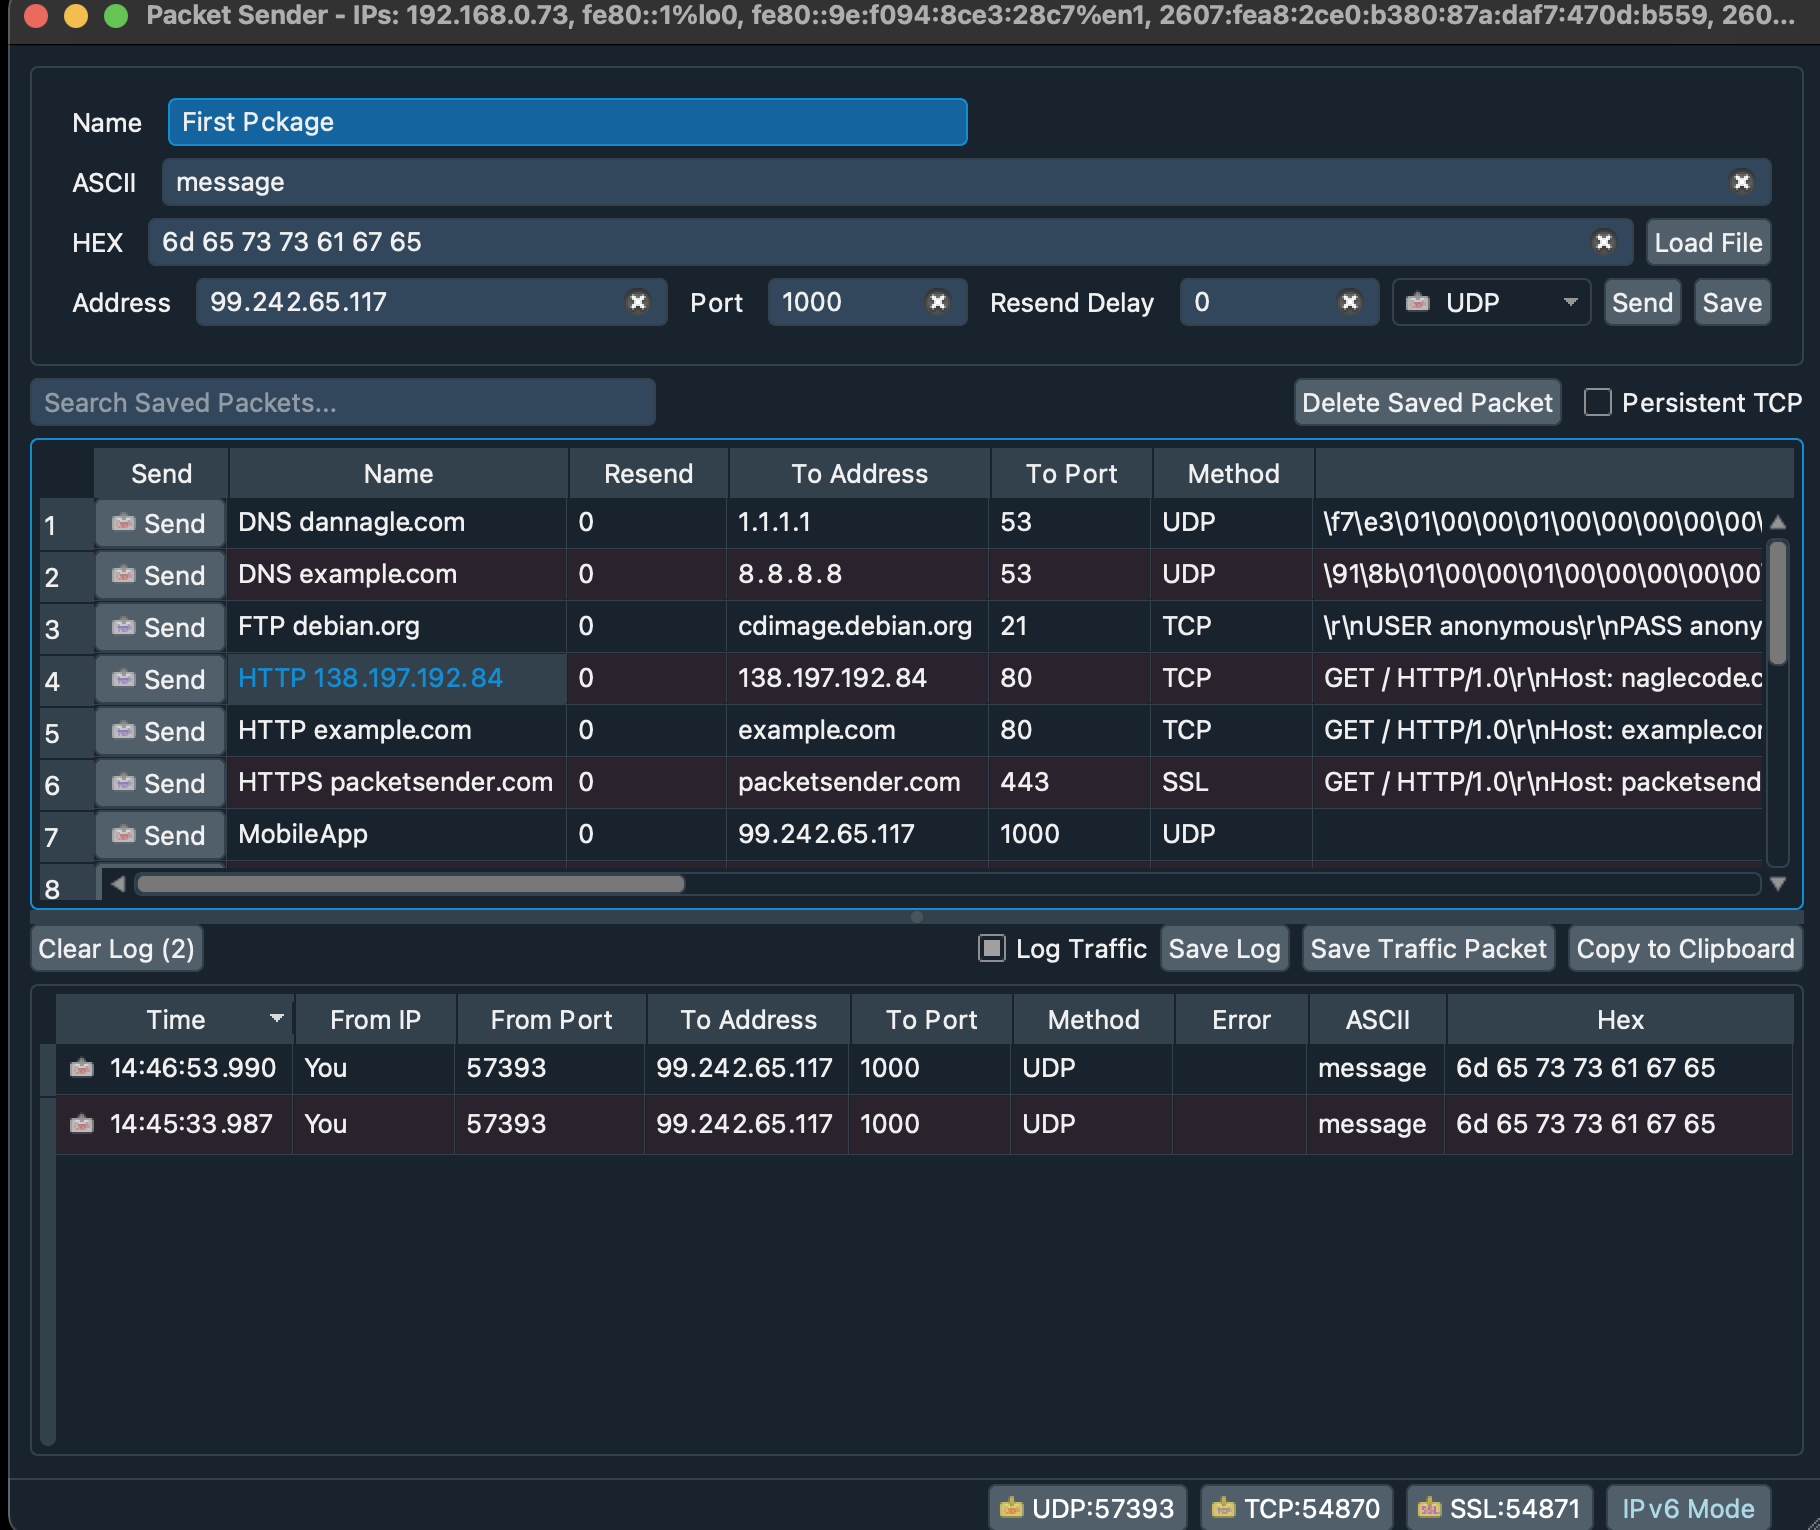 Packet Sender - IPs: 192.168.0.73, fe80::1%lo0, fe80::9e:f094:8ce3:28c7%en1, 2607:fea8:2ce0:b380:87a:daf7:470d:b559, 260...
Name First Pckage
ASCII message
HEX 6d 65 73 73 61 67 65 Load File
Address 99.242.65.117 Port 1000 Resend Delay 0 UDP Send Save
Search Saved Packets... Delete Saved Packet Persistent TCP
Send Name Resend To Address To Port Method
1 Send DNS dannagle.com 0 1.1.1.1 53 UDP \f7\e3\01\00\00\01\00\00\00\00\00\
2 Send DNS example.com 0 8.8.8.8 53 UDP \91\8b\01\00\00\01\00\00\00\00\00\
3 Send FTP debian.org 0 cdimage.debian.org 21 TCP \r\nUSER anonymous\r\nPASS anony
4 Send HTTP 138.197.192.84 0 138.197.192.84 80 TCP GET / HTTP/1.0\r\nHost: naglecode.c
5 Send HTTP example.com 0 example.com 80 TCP GET / HTTP/1.0\r\nHost: example.cor
6 Send HTTPS packetsender.com 0 packetsender.com 443 SSL GET / HTTP/1.0\r\nHost: packetsend
7 Send MobileApp 0 99.242.65.117 1000 UDP
8
Clear Log (2) Log Traffic Save Log Save Traffic Packet Copy to Clipboard
Time From IP From Port To Address To Port Method Error ASCII Hex
14:46:53.990 You 57393 99.242.65.117 1000 UDP message 6d 65 73 73 61 67 65
14:45:33.987 You 57393 99.242.65.117 1000 UDP message 6d 65 73 73 61 67 65
UDP:57393 TCP:54870 SSL:54871 IPv6 Mode